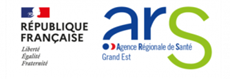 RÉPUBLIQUE
FRANÇAISE
Liberté
Égalité
Fraternité
ars
Agence Régionale de Santé
Grand Est